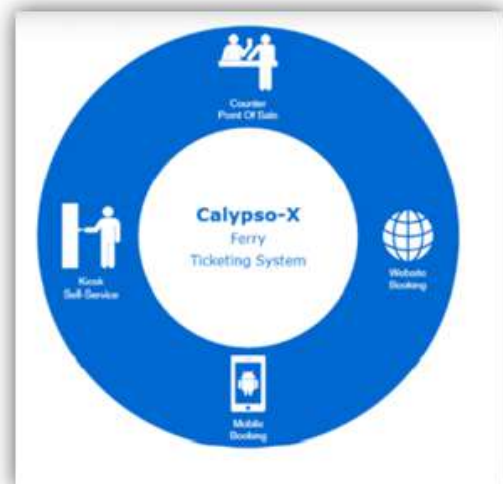 Counter
Point Of Sale
Calypso-X
Ferry
Ticketing System
Kiosk
Self-Service
Website
Booking
Mobile
Booking